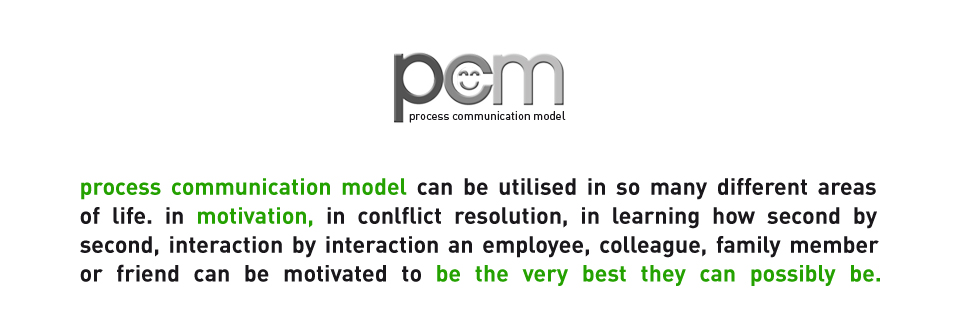 pcm
process communication model
process communication model can be utilised in so many different areas
of life. in motivation, in conlflict resolution, in learning how second by
second, interaction by interaction an employee, colleague, family member
or friend can be motivated to be the very best they can possibly be.